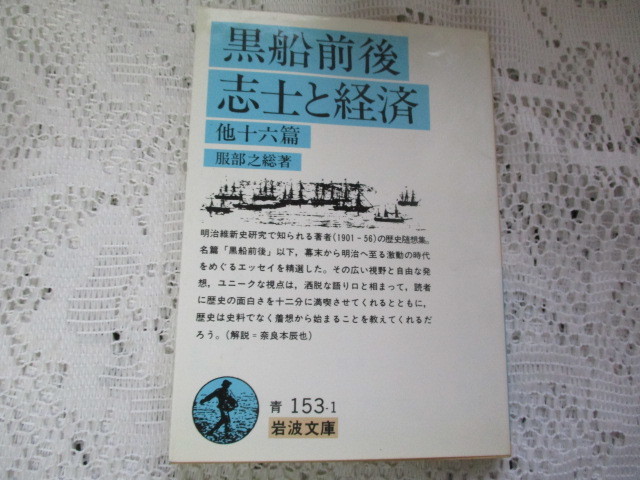 黒船前後
志士と経済
他十六篇
服部之総著
明治維新史研究で知られる著者(1901-56)の歴史随想集。
名篇「黒船前後」以下，幕末から明治へ至る激動の時代
をめぐるエッセイを精選した。その広い視野と自由な発
想，ユニークな視点は，洒脱な語り口と相まって，読者
に歴史の面白さを十二分に満喫させてくれるとともに，
歴史は史料でなく着想から始まることを教えてくれるだ
ろう。(解説＝奈良本辰也)
青 153-1
岩波文庫